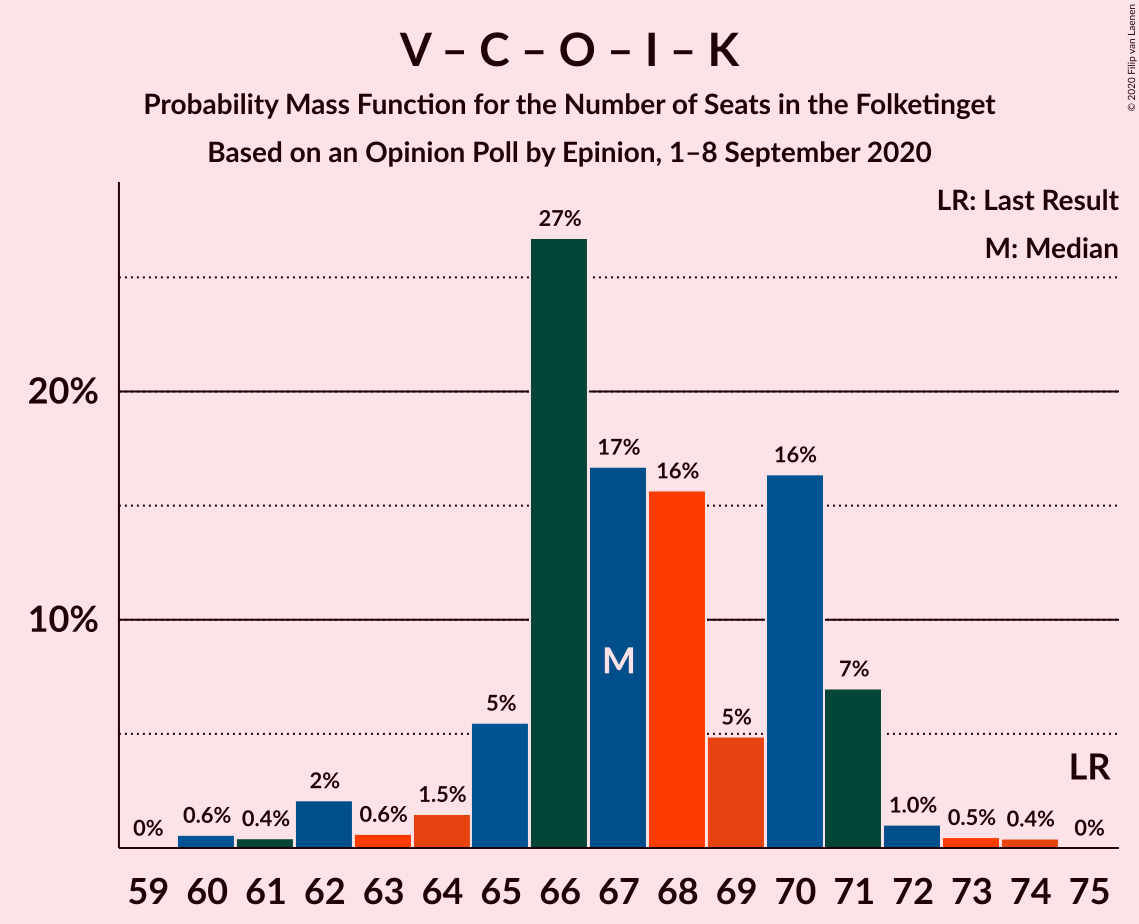 V – C – O – I – K
Probability Mass Function for the Number of Seats in the Folketinget
Based on an Opinion Poll by Epinion, 1–8 September 2020
© 2020 Filip van Laenen
LR: Last Result
M: Median
20%
10%
0% 0.6% 0.4% 2% 0.6% 1.5% 5% 27% 17% 16% 5% 16% 7% 1.0% 0.5% 0.4% 0%
M
LR
59 60 61 62 63 64 65 66 67 68 69 70 71 72 73 74 75